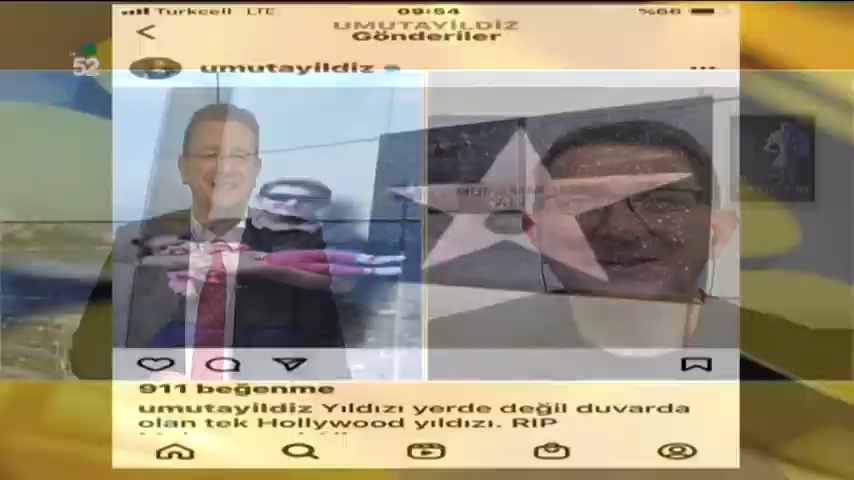 Turkcell LTE 09:54 %66
UMUTAYILDIZ
Gönderiler
52
umutayildiz
911 beğenme
umutayildiz Yıldızı yerde değil duvarda
olan tek Hollywood yıldızı. RIP